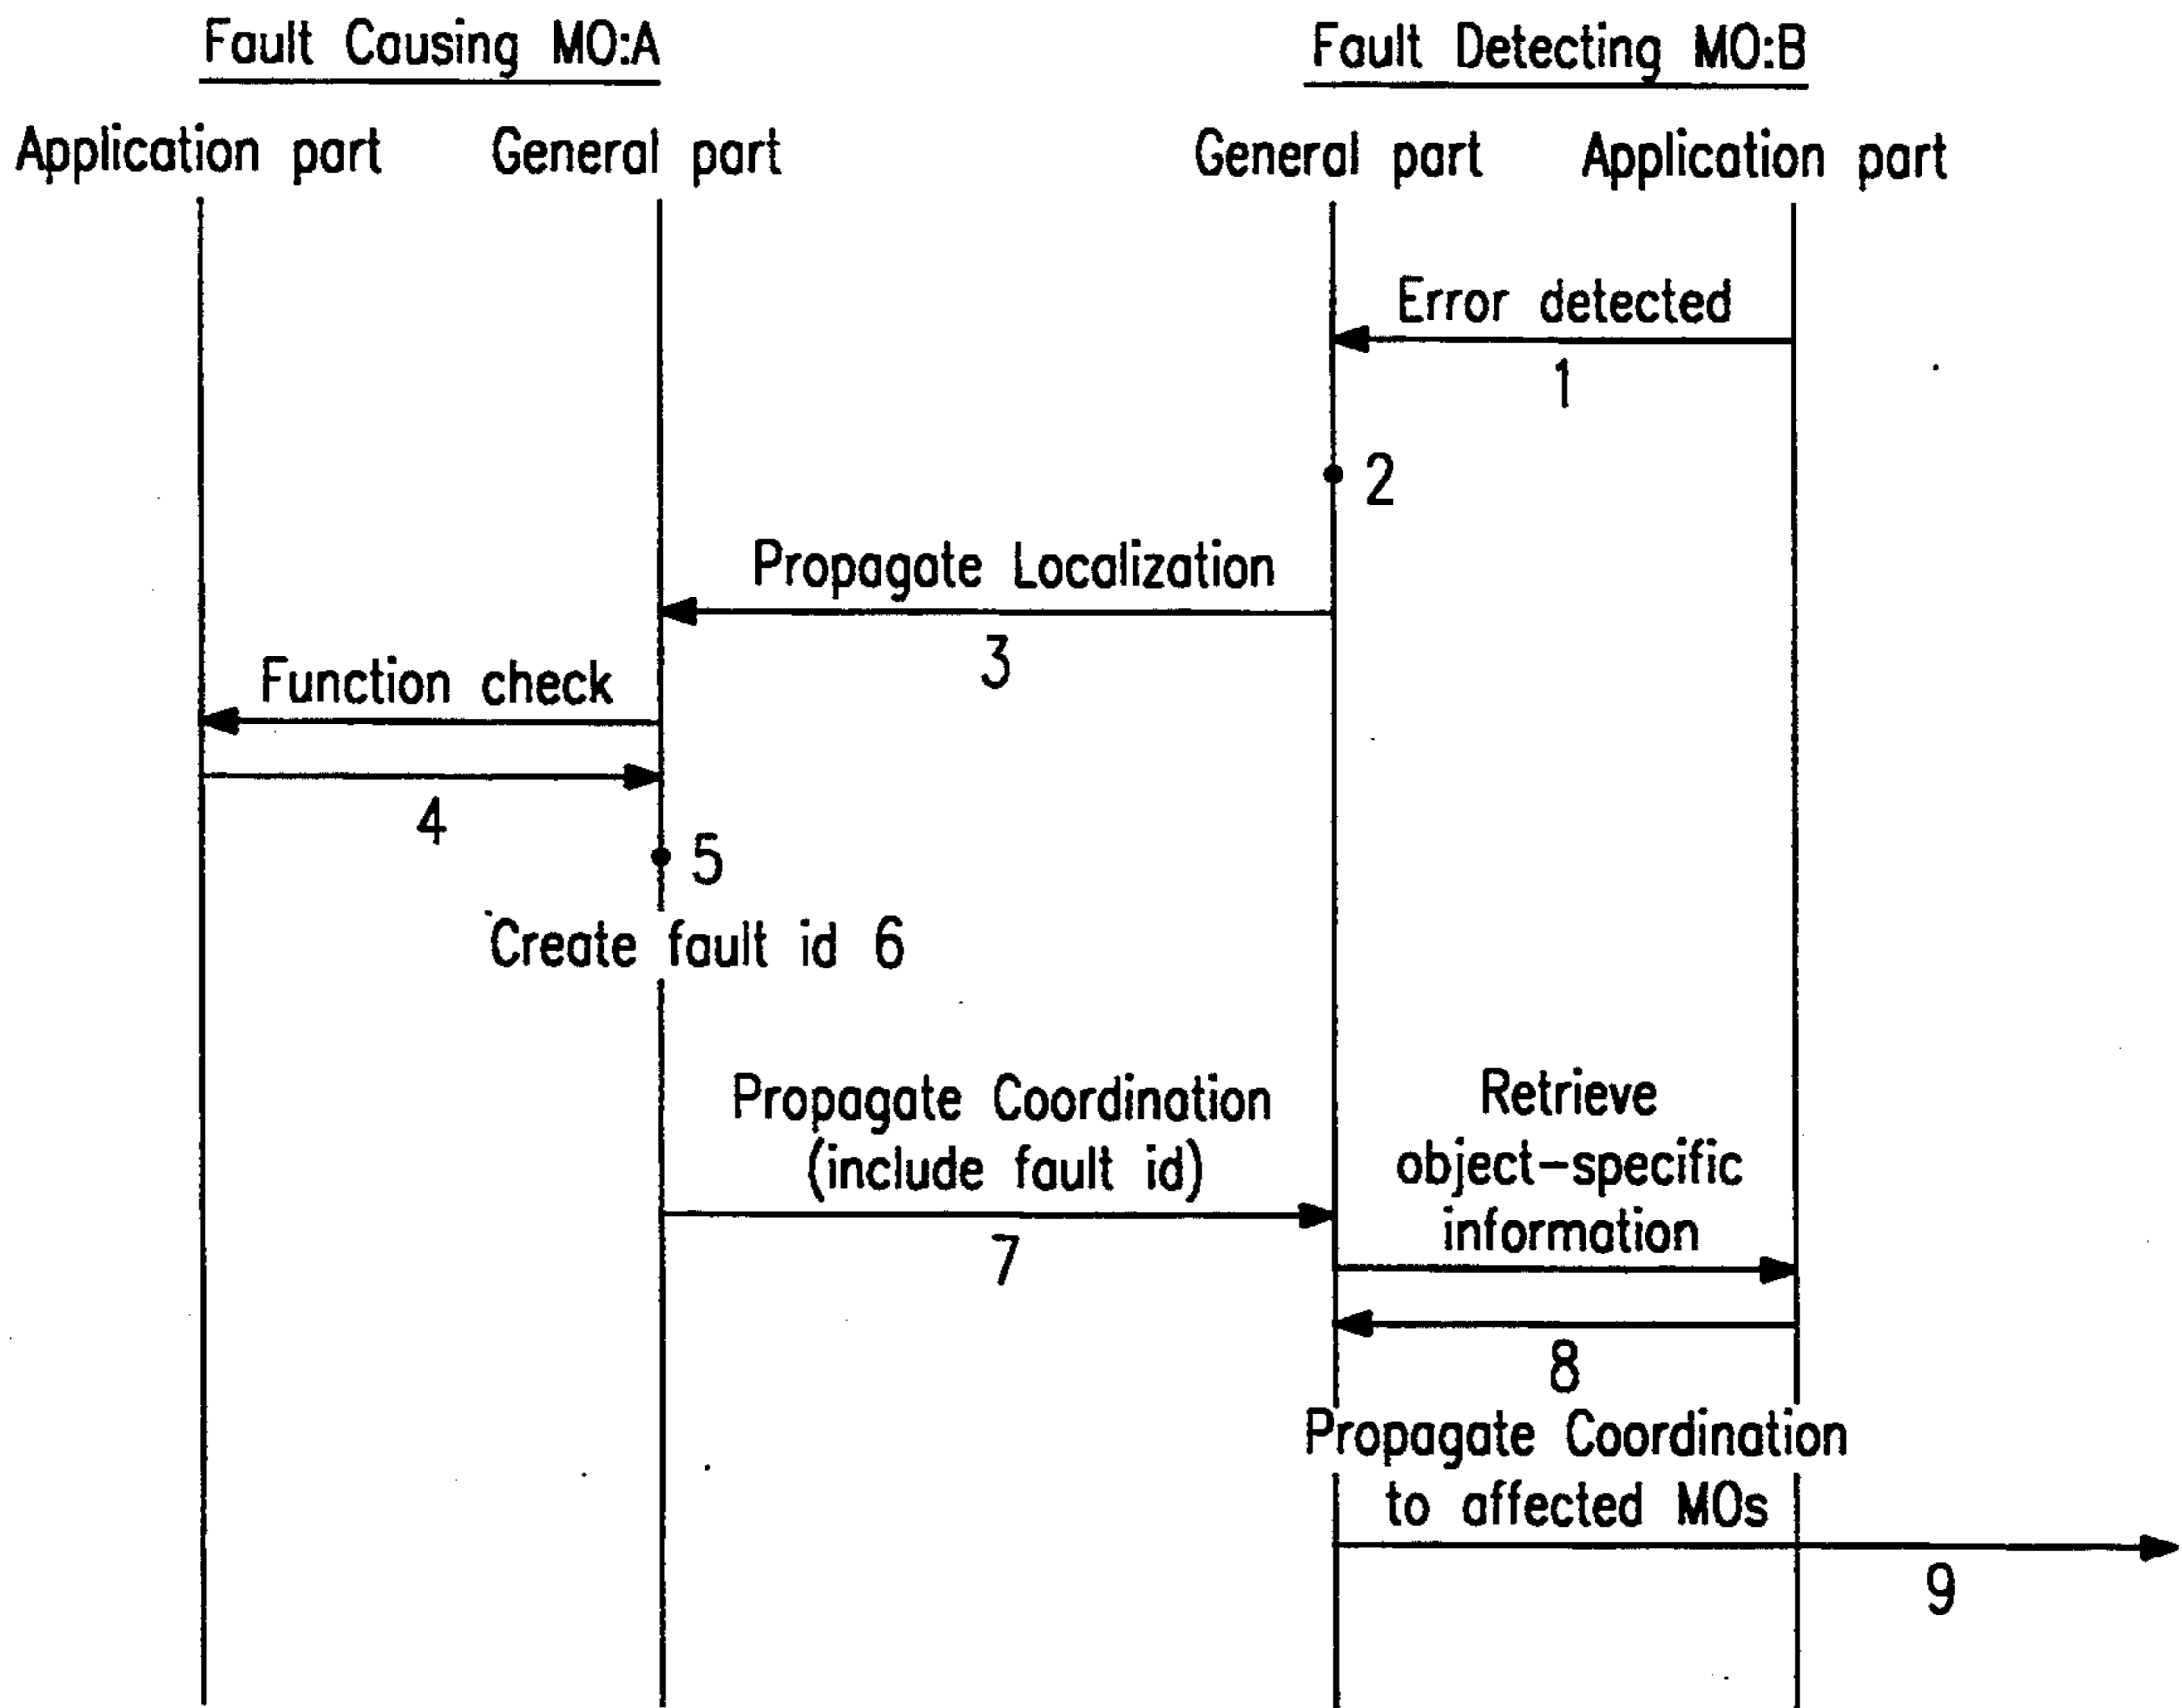 Fault Causing MO:A
Fault Detecting MO:B
Application part
General part
General part
Application part
Error detected
1
2
Propagate Localization
3
Function check
4
5
Create fault id 6
Propagate Coordination
(include fault id)
7
Retrieve
object-specific
information
8
Propagate Coordination
to affected MOs
9